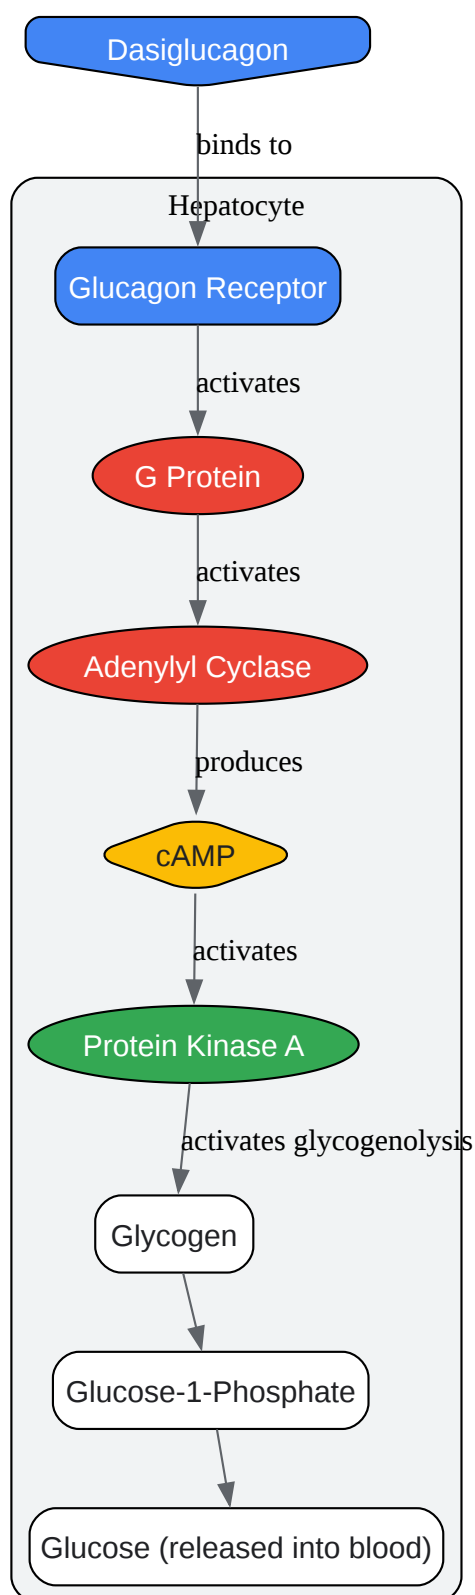 Dasiglucagon
binds to
Hepatocyte
Glucagon Receptor
activates
G Protein
activates
Adenylyl Cyclase
produces
cAMP
activates
Protein Kinase A
activates glycogenolysis
Glycogen
Glucose-1-Phosphate
Glucose (released into blood)